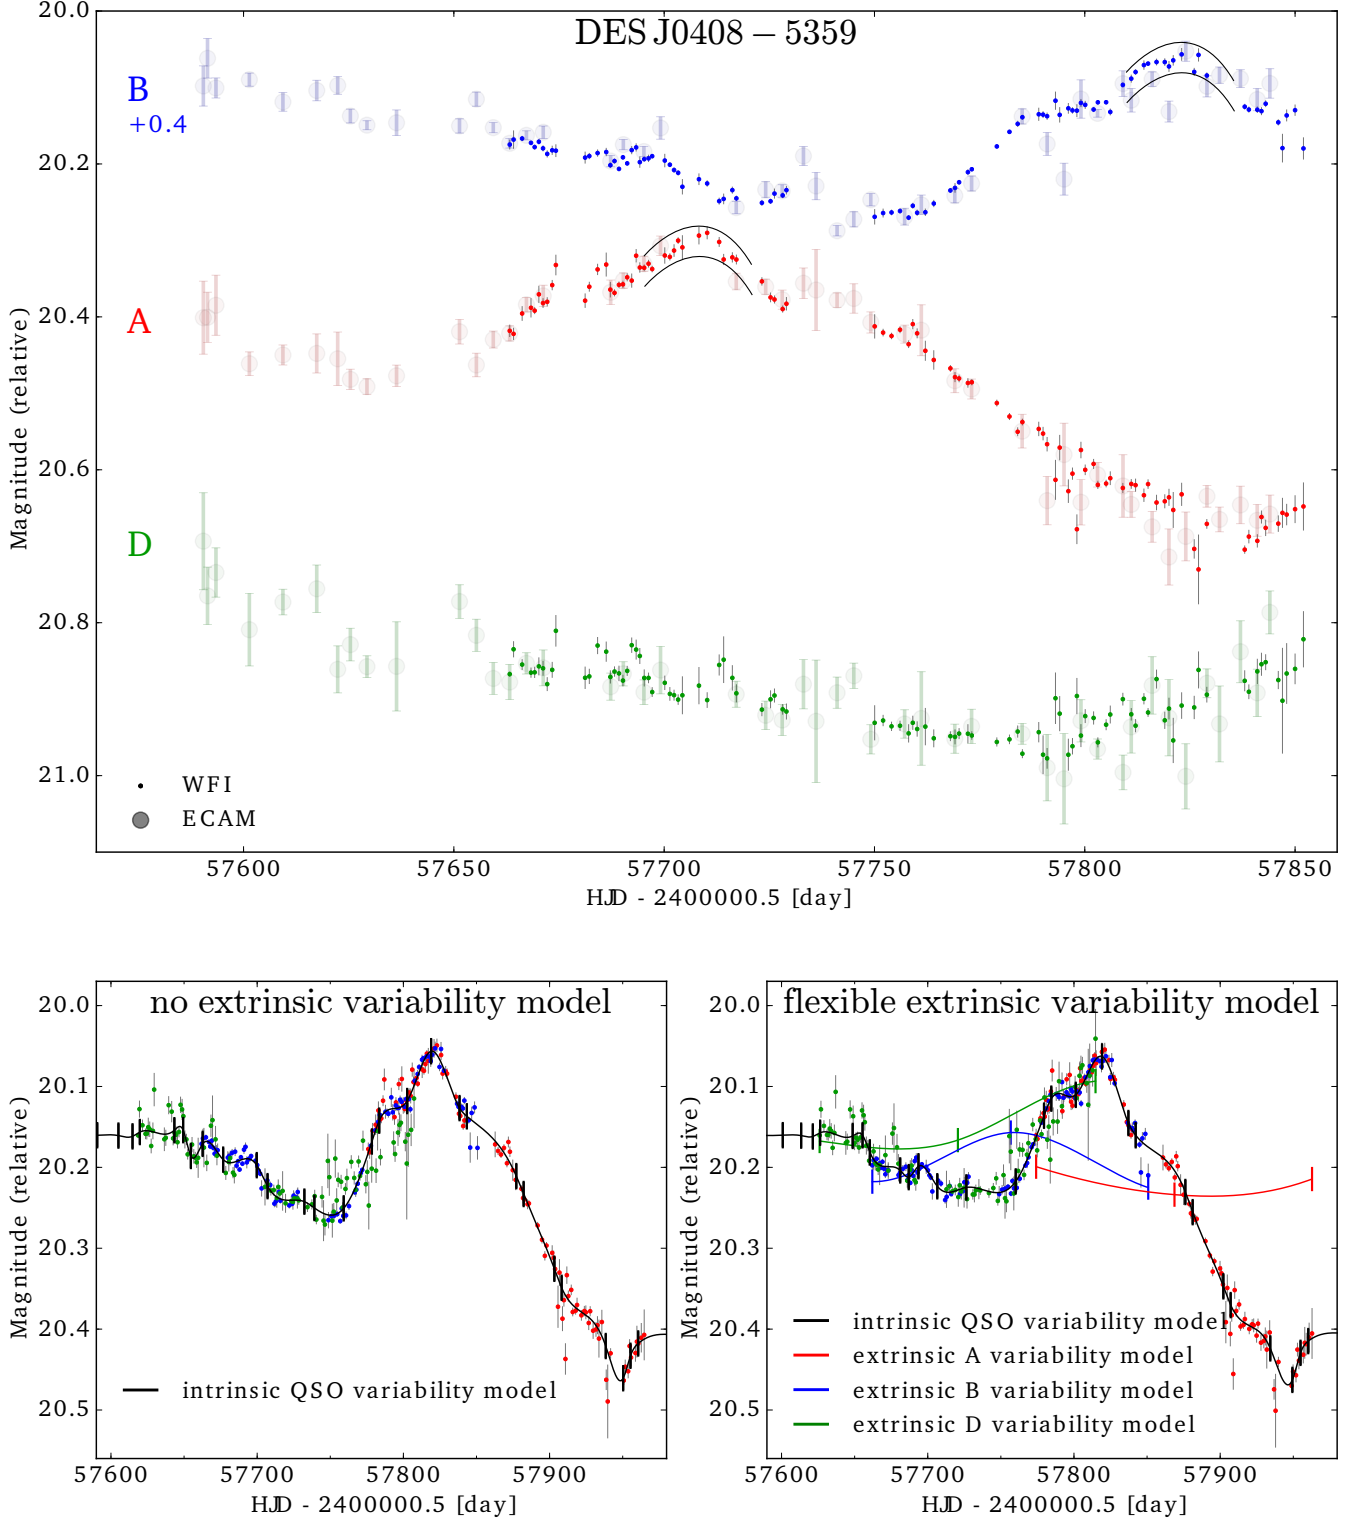 DES J0408 − 5359
20.0
20.2
20.4
20.6
20.8
21.0
Magnitude (relative)
B
+0.4
A
D
WFI
ECAM
57600 57650 57700 57750 57800 57850
HJD - 2400000.5 [day]
no extrinsic variability model
20.0
20.1
20.2
20.3
20.4
20.5
Magnitude (relative)
intrinsic QSO variability model
57600 57700 57800 57900
HJD - 2400000.5 [day]
flexible extrinsic variability model
20.0
20.1
20.2
20.3
20.4
20.5
Magnitude (relative)
intrinsic QSO variability model
extrinsic A variability model
extrinsic B variability model
extrinsic D variability model
57600 57700 57800 57900
HJD - 2400000.5 [day]